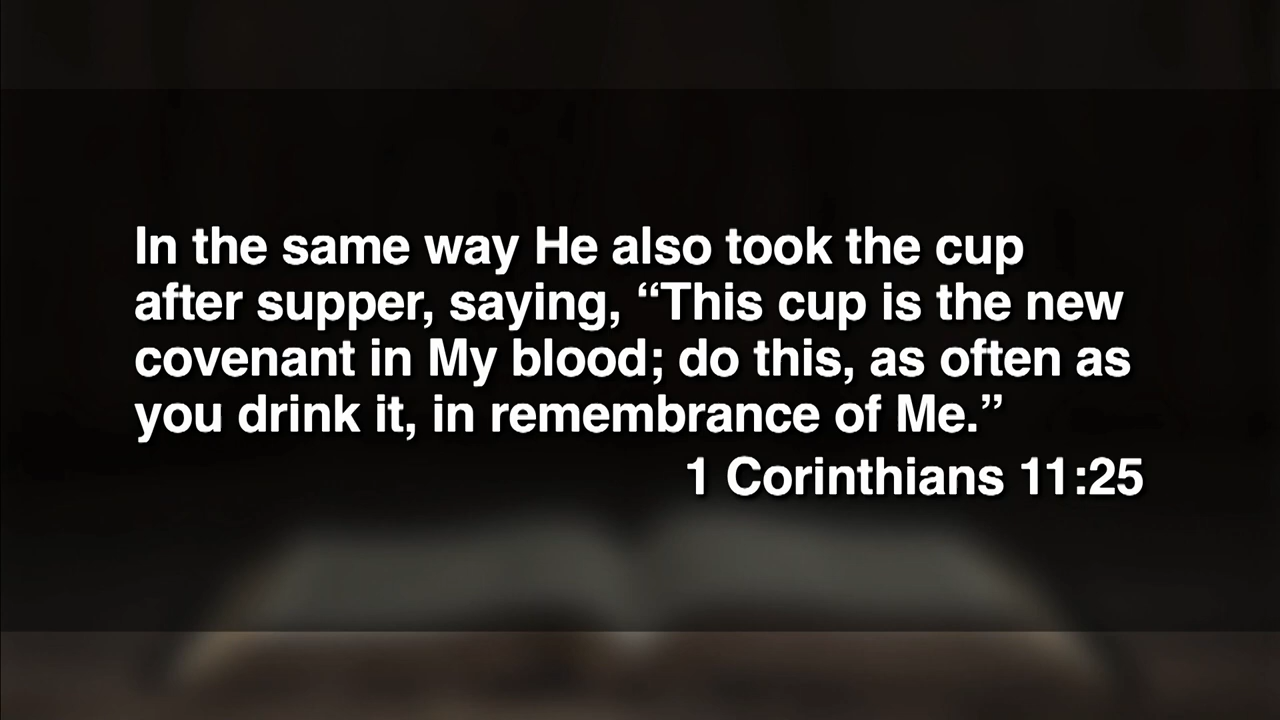 In the same way He also took the cup
after supper, saying, “This cup is the new
covenant in My blood; do this, as often as
you drink it, in remembrance of Me.”
1 Corinthians 11:25